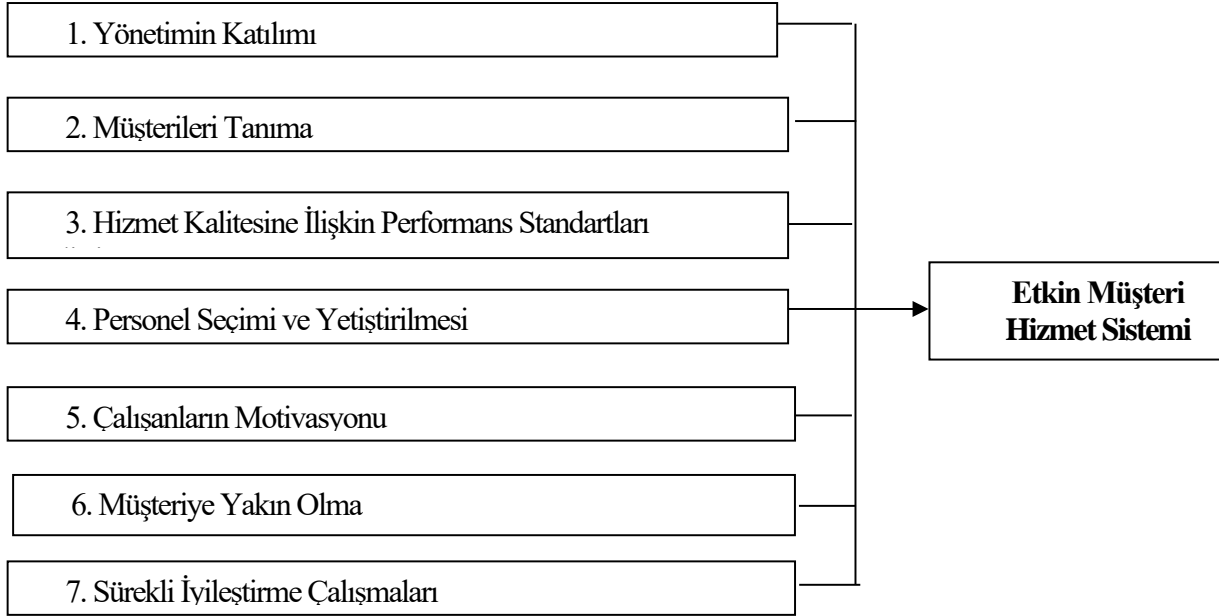 1. Yönetimin Katılımı
2. Müşterileri Tanıma
3. Hizmet Kalitesine İlişkin Performans Standartları
4. Personel Seçimi ve Yetiştirilmesi
5. Çalışanların Motivasyonu
6. Müşteriye Yakın Olma
7. Sürekli İyileştirme Çalışmaları
Etkin Müşteri
Hizmet Sistemi